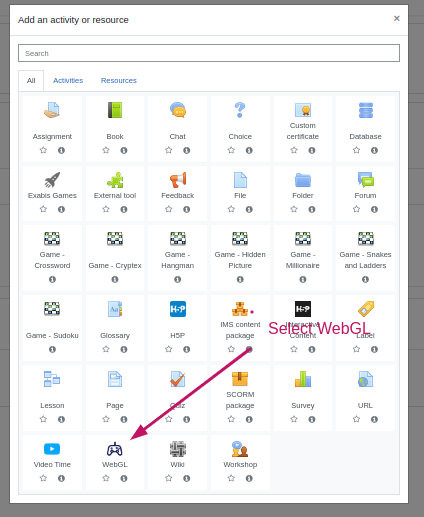 Add an activity or resource ×
Search
All Activities Resources
Assignment Book Chat Choice Custom certificate Database
Exabis Games External tool Feedback File Folder Forum
Game - Crossword Game - Cryptex Game - Hangman Game - Hidden Picture Game - Millionaire Game - Snakes and Ladders
Game - Sudoku Glossary H5P IMS content package Interactive Content Label
Select WebGL
Lesson Page Quiz SCORM package Survey URL
Video Time WebGL Wiki Workshop